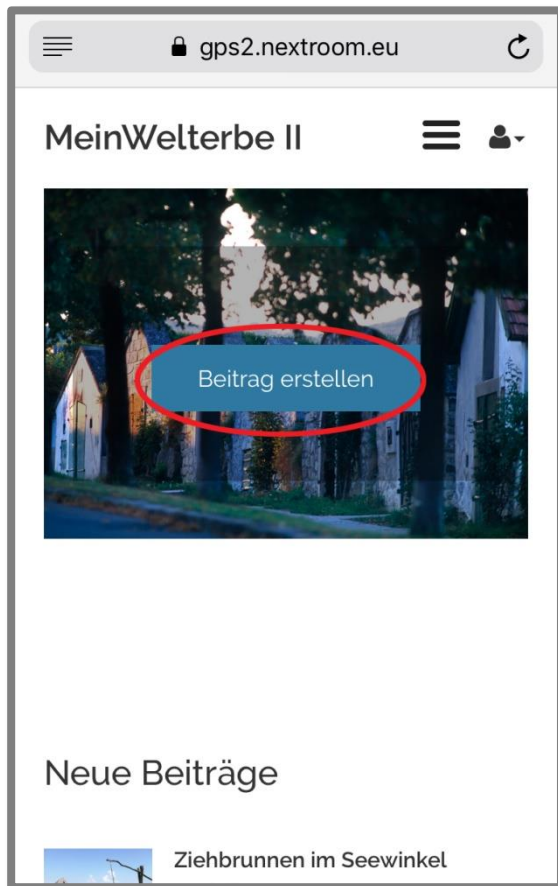 gps2.nextroom.eu
MeinWelterbe II
Beitrag erstellen
Neue Beiträge
Ziehbrunnen im Seewinkel